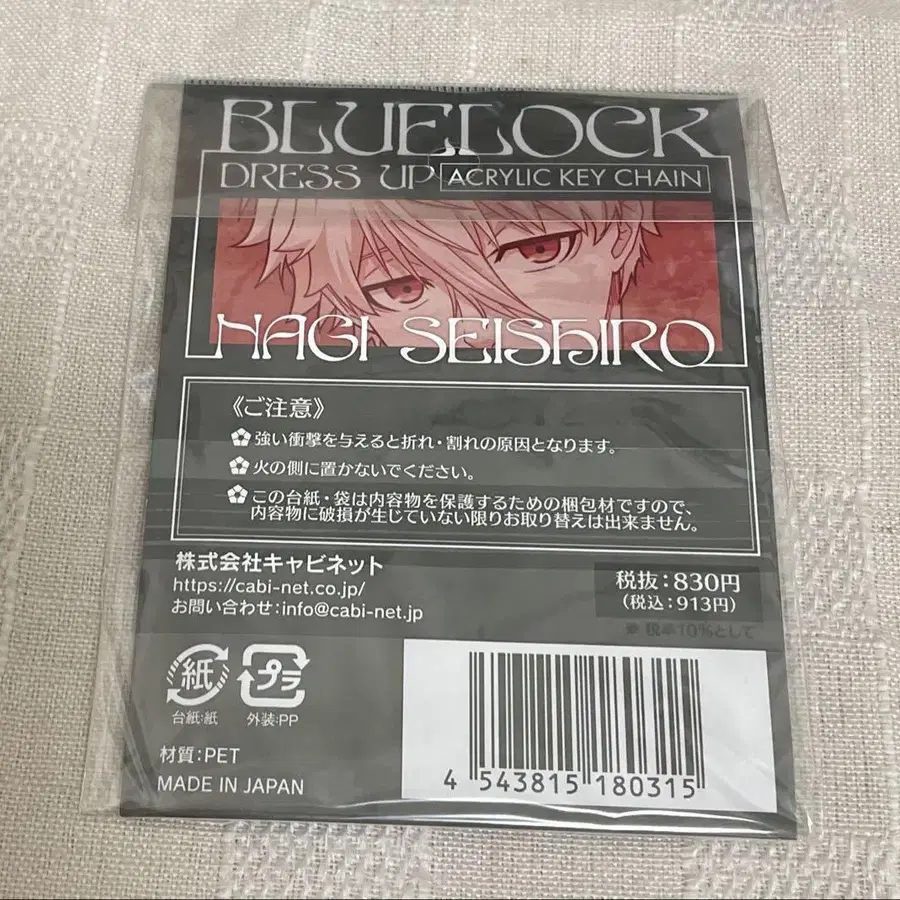 BLUELOCK
DRESS UP ACRYLIC KEY CHAIN
NAGI SEISHIRO
《ご注意》
強い衝撃を与えると折れ・割れの原因となります。
火の側に置かないでください。
この台紙・袋は内容物を保護するための梱包材ですので、
内容物に破損が生じていない限りお取り替えは出来ません。
株式会社キャビネット
https://cabi-net.co.jp/
お問い合わせ:info@cabi-net.jp
税抜:830円
(税込:913円)
※ 税率10%として
紙 プラ
台紙:紙 外装:PP
材質:PET
MADE IN JAPAN
4 543815 180315